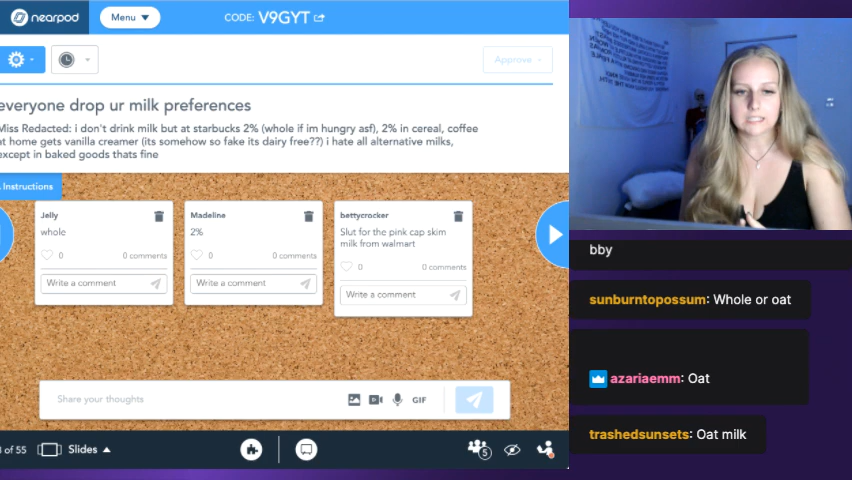 nearpod
Menu
CODE: V9GYT
Approve
everyone drop ur milk preferences
Miss Redacted: i don't drink milk but at starbucks 2% (whole if im hungry asf), 2% in cereal, coffee
at home gets vanilla creamer (its somehow so fake its dairy free??) i hate all alternative milks,
except in baked goods thats fine
Instructions
Jelly
whole
0
0 comments
Write a comment
Madeline
2%
0
0 comments
Write a comment
bettycrocker
Slut for the pink cap skim
milk from walmart
0
0 comments
Write a comment
Share your thoughts
GIF
of 55
Slides
5
bby
sunburntopossum: Whole or oat
azariaemm: Oat
trashedsunsets: Oat milk